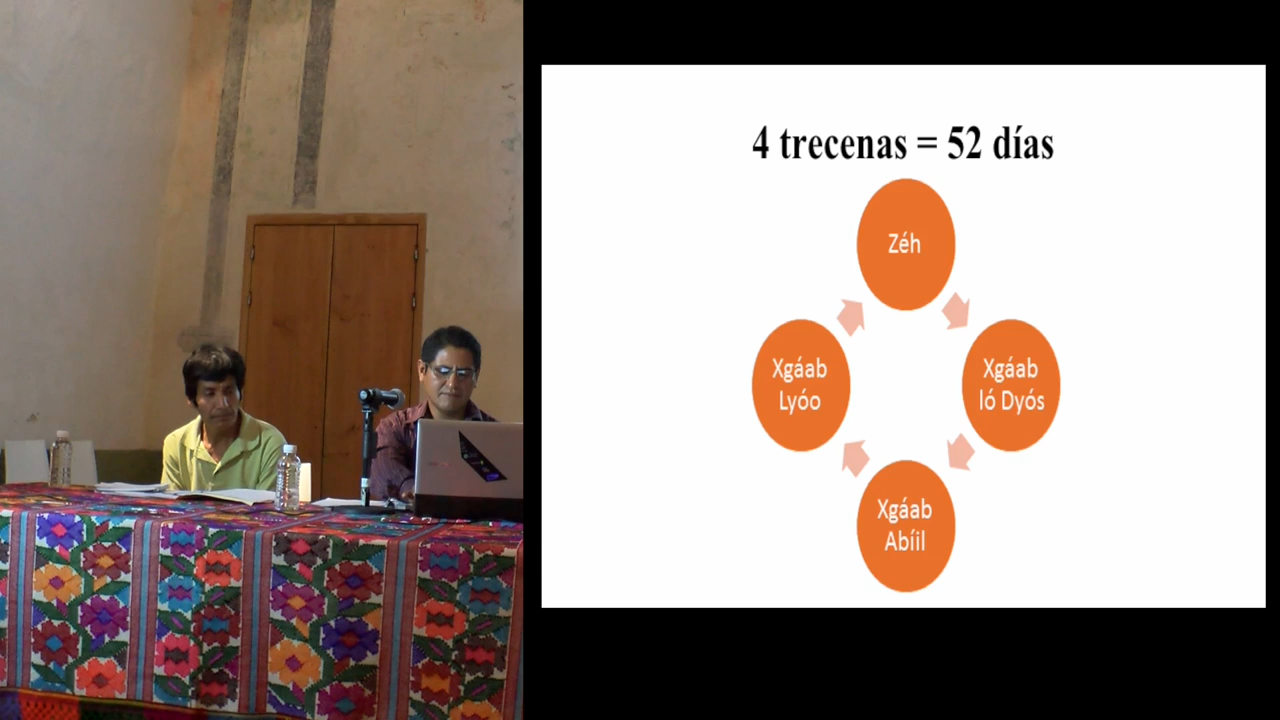 4 trecenas = 52 días
Zéh
Xgáab
Lyóo
Xgáab
ló Dyós
Xgáab
Abíil